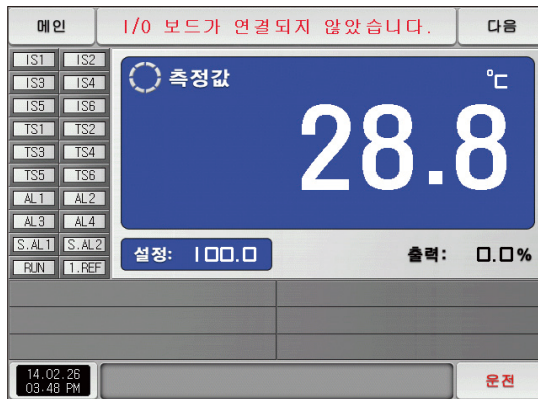 메인 I/O 보드가 연결되지 않았습니다. 다음
IS1 IS2
IS3 IS4
IS5 IS6
TS1 TS2
TS3 TS4
TS5 TS6
AL1 AL2
AL3 AL4
S.AL1 S.AL2
RUN 1.REF
측정값 ℃
28.8
설정: 100.0 출력: 0.0%
14.02.26
03:48 PM
운전